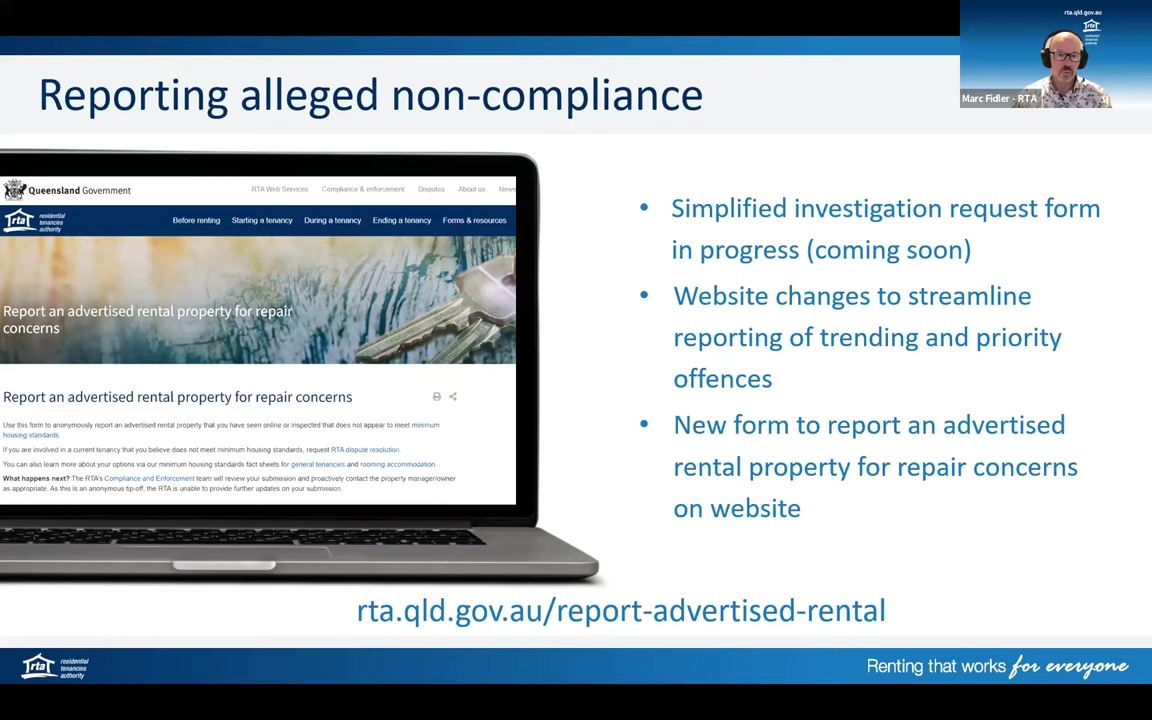 rta.qld.gov.au
rta
residential
tenancies
authority
Marc Fidler - RTA
Reporting alleged non-compliance
Queensland Government
RTA Web Services Compliance & enforcement Disputes About us News
rta residential
tenancies
authority
Before renting Starting a tenancy During a tenancy Ending a tenancy Forms & resources
Report an advertised rental property for repair
concerns
Report an advertised rental property for repair concerns
Use this form to anonymously report an advertised rental property that you have seen online or inspected that does not appear to meet minimum
housing standards.
If you are involved in a current tenancy that you believe does not meet minimum housing standards, request RTA dispute resolution.
You can also learn more about your options via our minimum housing standards fact sheets for general tenancies and rooming accommodation.
What happens next? The RTA's Compliance and Enforcement team will review your submission and proactively contact the property manager/owner
as appropriate. As this is an anonymous tip-off, the RTA is unable to provide further updates on your submission.
• Simplified investigation request form
in progress (coming soon)
• Website changes to streamline
reporting of trending and priority
offences
• New form to report an advertised
rental property for repair concerns
on website
rta.qld.gov.au/report-advertised-rental
rta residential
tenancies
authority
Renting that works for everyone